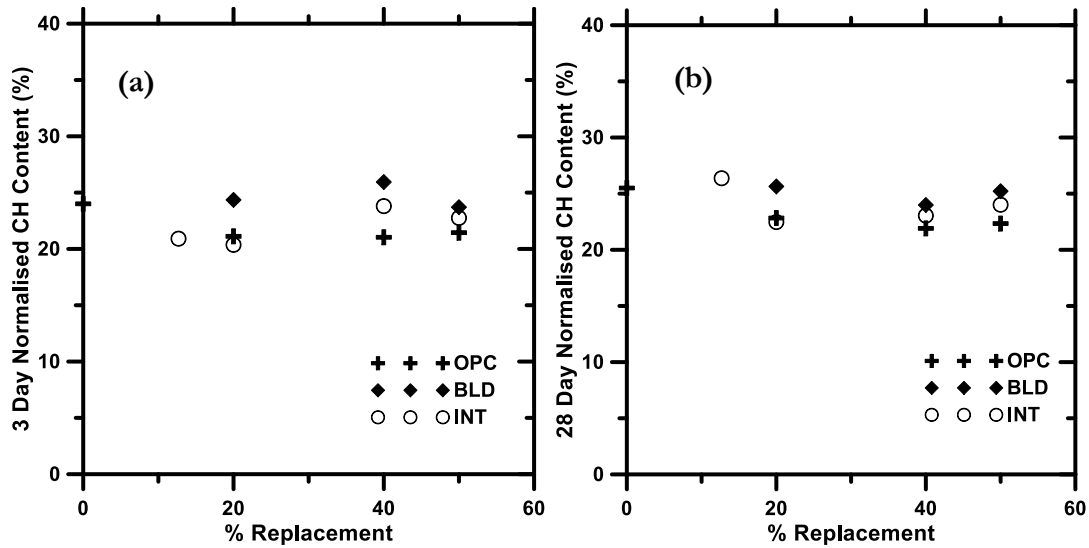 3 Day Normalised CH Content (%)
40
30
20
10
0
(a)
OPC
BLD
INT
0
20
40
60
% Replacement
28 Day Normalised CH Content (%)
40
30
20
10
0
(b)
OPC
BLD
INT
0
20
40
60
% Replacement